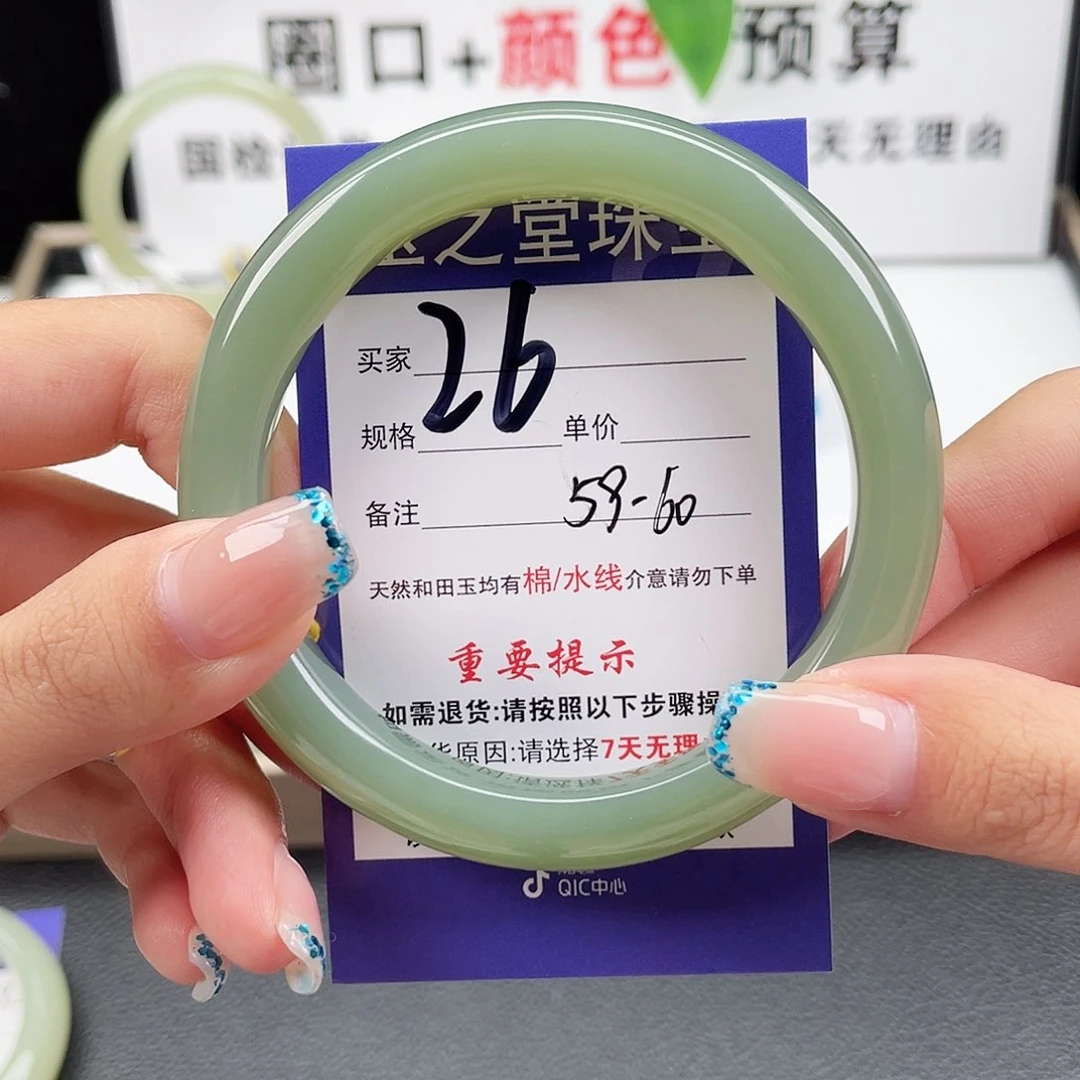 圈口+颜色 预算
国检 天无理由
之堂珠
买家 26
规格 单价
备注 59-60
天然和田玉均有棉/水线介意请勿下单
重要提示
如需退货:请按照以下步骤操
原因:请选择7天无理
QIC中心